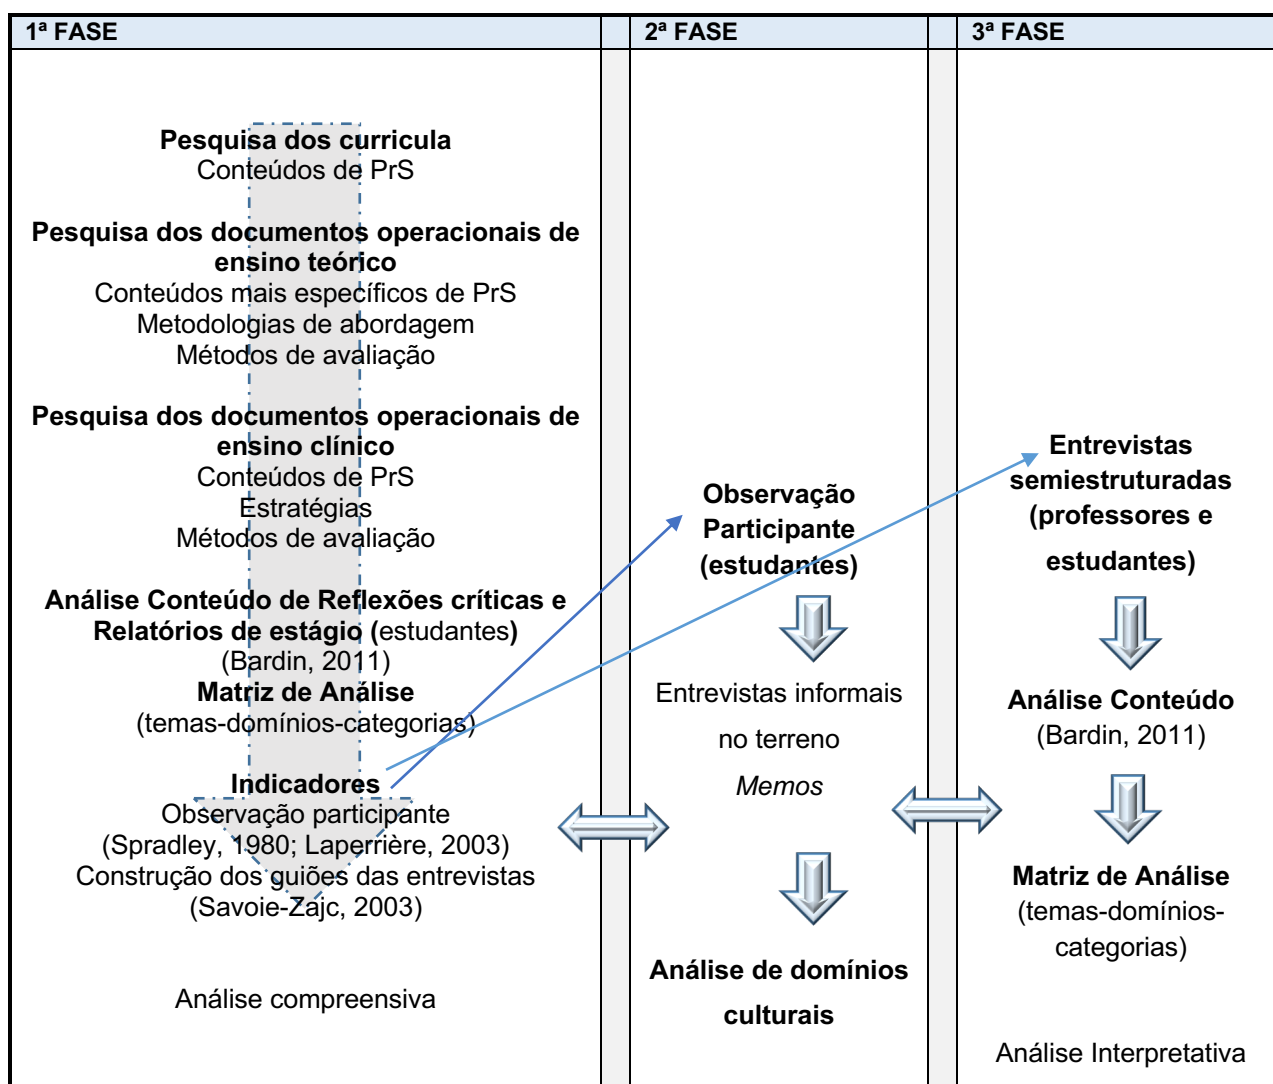 1ª FASE
2ª FASE
3ª FASE
Pesquisa dos curricula
Conteúdos de PrS
Pesquisa dos documentos operacionais de
ensino teórico
Conteúdos mais específicos de PrS
Metodologias de abordagem
Métodos de avaliação
Pesquisa dos documentos operacionais de
ensino clínico
Conteúdos de PrS
Estratégias
Métodos de avaliação
Análise Conteúdo de Reflexões críticas e
Relatórios de estágio (estudantes)
(Bardin, 2011)
Matriz de Análise
(temas-domínios-categorias)
Indicadores
Observação participante
(Spradley, 1980; Laperrière, 2003)
Construção dos guiões das entrevistas
(Savoie-Zajc, 2003)
Análise compreensiva
Observação
Participante
(estudantes)
Entrevistas informais
no terreno
Memos
Análise de domínios
culturais
Entrevistas
semiestruturadas
(professores e
estudantes)
Análise Conteúdo
(Bardin, 2011)
Matriz de Análise
(temas-domínios-
categorias)
Análise Interpretativa